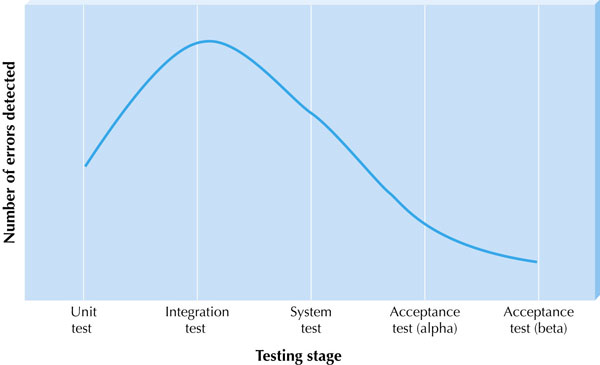 Number of errors detected
Unit
test
Integration
test
System
test
Acceptance
test (alpha)
Acceptance
test (beta)
Testing stage